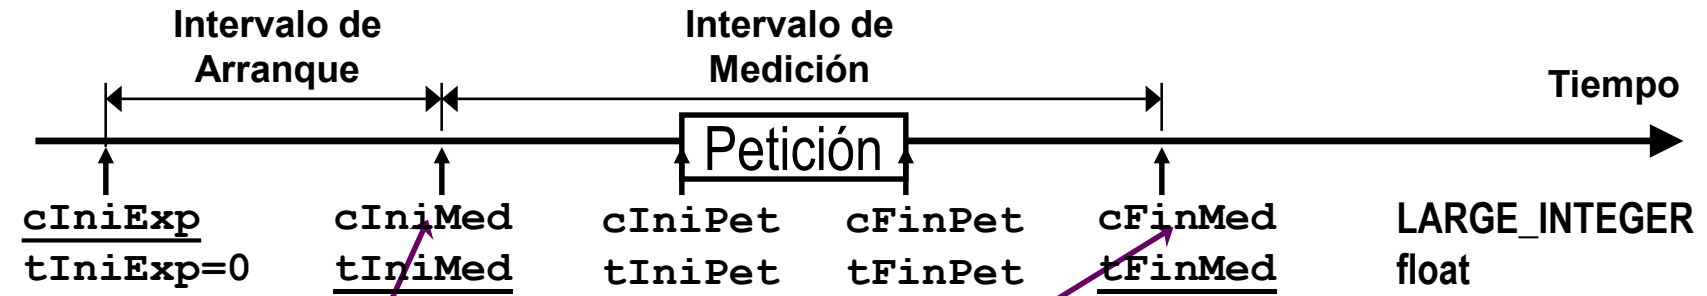 Intervalo de
Arranque
Intervalo de
Medición
Tiempo
Petición
cIniExp
tIniExp=0
cIniMed
tIniMed
cIniPet
tIniPet
cFinPet
tFinPet
cFinMed
tFinMed
LARGE_INTEGER
float